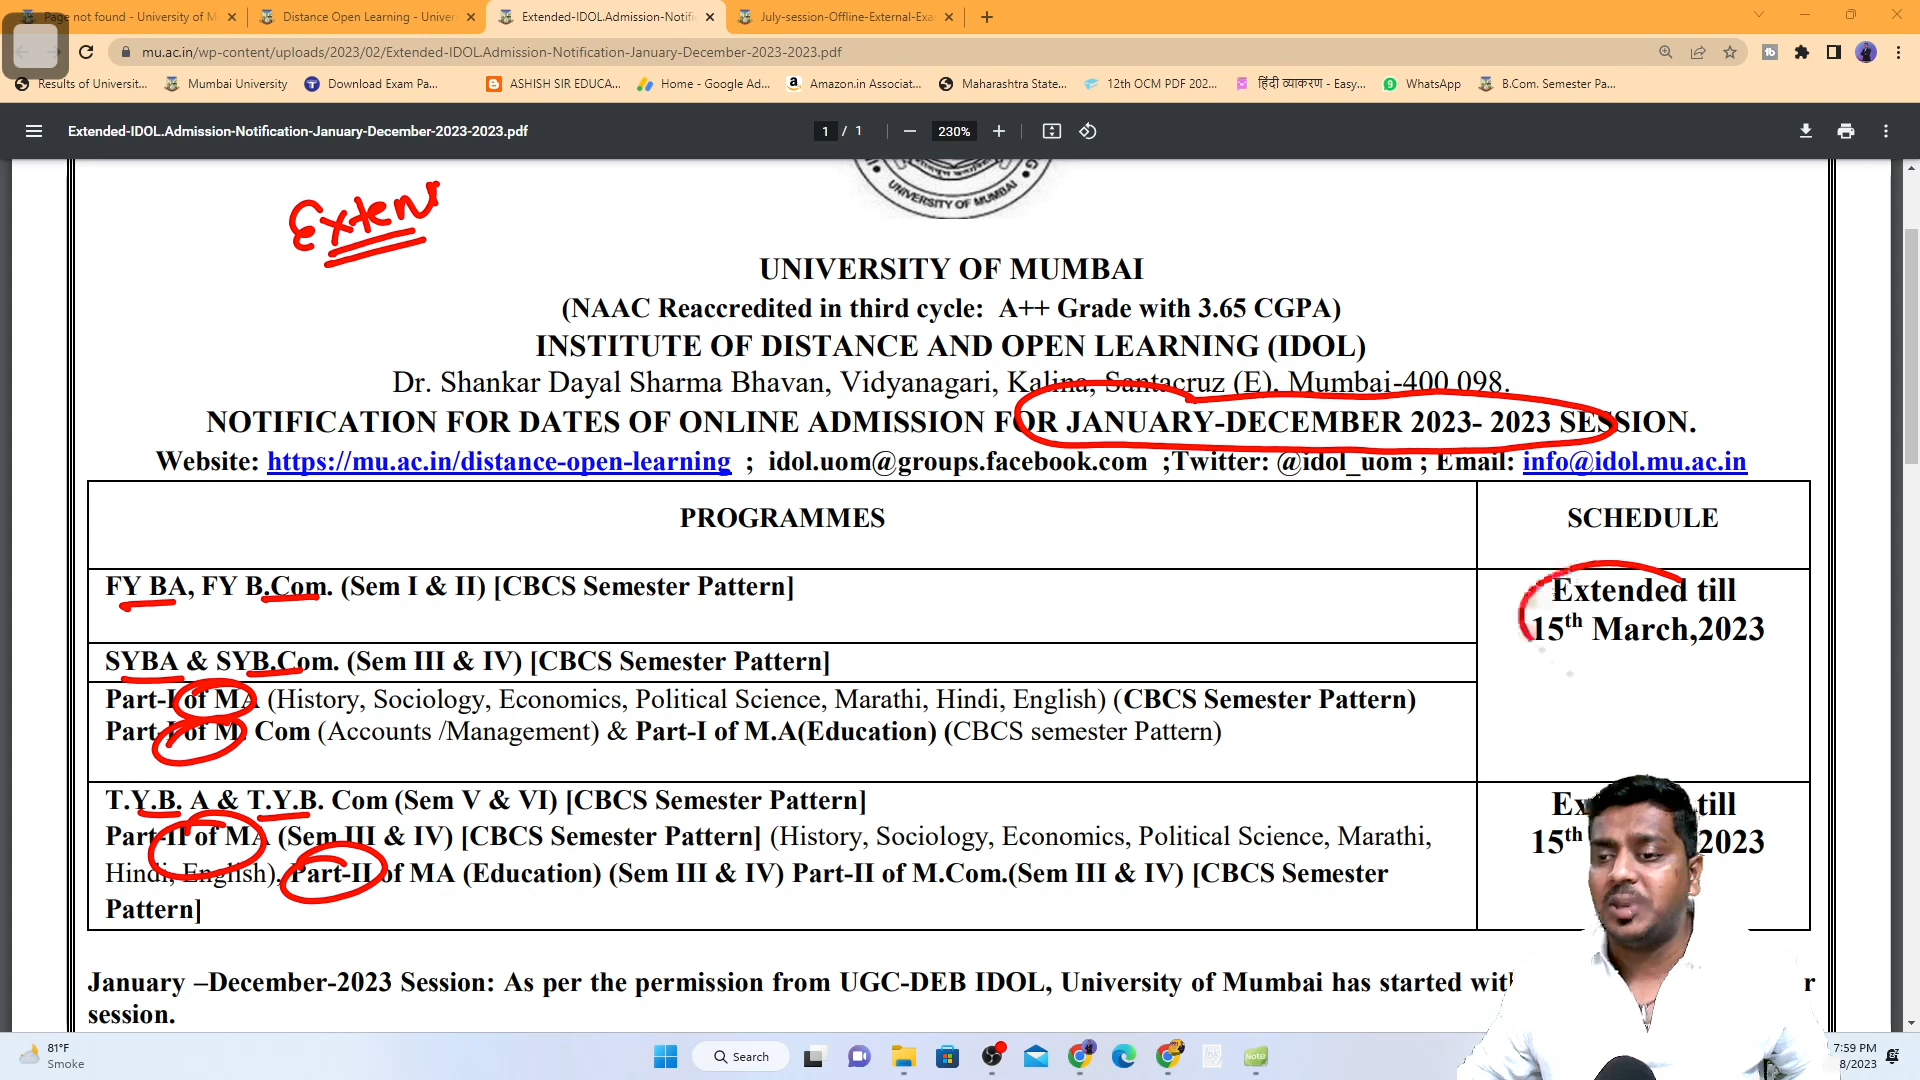 Page not found - University of M
Distance Open Learning - Univers
Extended-IDOL.Admission-Notific
July-session-Offline-External-Exa
mu.ac.in/wp-content/uploads/2023/02/Extended-IDOL.Admission-Notification-January-December-2023-2023.pdf
Results of Universit...
Mumbai University
Download Exam Pa...
ASHISH SIR EDUCA...
Home - Google Ad...
Amazon.in Associat...
Maharashtra State...
12th OCM PDF 202...
हिंदी व्याकरण - Easy...
WhatsApp
B.Com. Semester Pa...
Extended-IDOL.Admission-Notification-January-December-2023-2023.pdf
1 / 1
230%
Exten
UNIVERSITY OF MUMBAI
UNIVERSITY OF MUMBAI
(NAAC Reaccredited in third cycle: A++ Grade with 3.65 CGPA)
INSTITUTE OF DISTANCE AND OPEN LEARNING (IDOL)
Dr. Shankar Dayal Sharma Bhavan, Vidyanagari, Kalina, Santacruz (E), Mumbai-400 098.
NOTIFICATION FOR DATES OF ONLINE ADMISSION FOR JANUARY-DECEMBER 2023- 2023 SESSION.
Website: https://mu.ac.in/distance-open-learning ; idol.uom@groups.facebook.com ;Twitter: @idol_uom ; Email: info@idol.mu.ac.in
PROGRAMMES
SCHEDULE
FY BA, FY B.Com. (Sem I & II) [CBCS Semester Pattern]
Extended till
15th March,2023
SYBA & SYB.Com. (Sem III & IV) [CBCS Semester Pattern]
Part-I of MA (History, Sociology, Economics, Political Science, Marathi, Hindi, English) (CBCS Semester Pattern)
Part-I of M. Com (Accounts /Management) & Part-I of M.A(Education) (CBCS semester Pattern)
T.Y.B. A & T.Y.B. Com (Sem V & VI) [CBCS Semester Pattern]
Part-II of MA (Sem III & IV) [CBCS Semester Pattern] (History, Sociology, Economics, Political Science, Marathi,
Hindi, English), Part-II of MA (Education) (Sem III & IV) Part-II of M.Com.(Sem III & IV) [CBCS Semester
Pattern]
till
15th 2023
January –December-2023 Session: As per the permission from UGC-DEB IDOL, University of Mumbai has started
session.
81°F
Smoke
Search
7:59 PM
8/2023